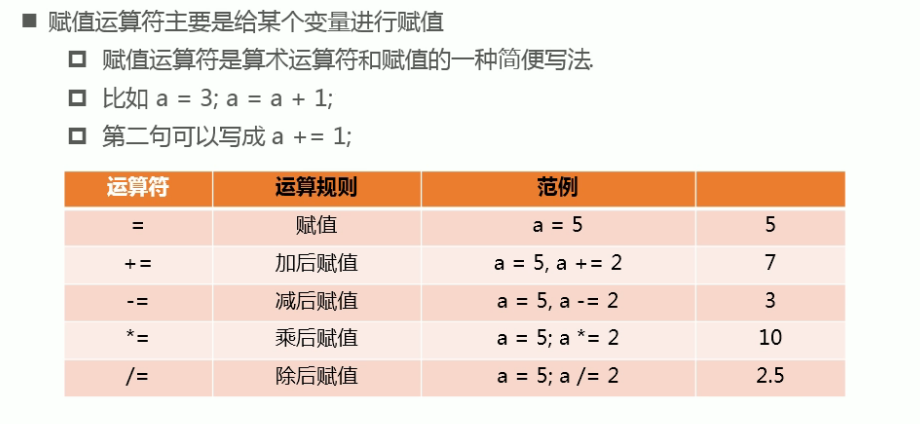 赋值运算符主要是给某个变量进行赋值
赋值运算符是算术运算符和赋值的一种简便写法.
比如 a = 3; a = a + 1;
第二句可以写成 a += 1;
运算符 运算规则 范例
= 赋值 a = 5 5
+= 加后赋值 a = 5, a += 2 7
-= 减后赋值 a = 5, a -= 2 3
*= 乘后赋值 a = 5; a *= 2 10
/= 除后赋值 a = 5; a /= 2 2.5